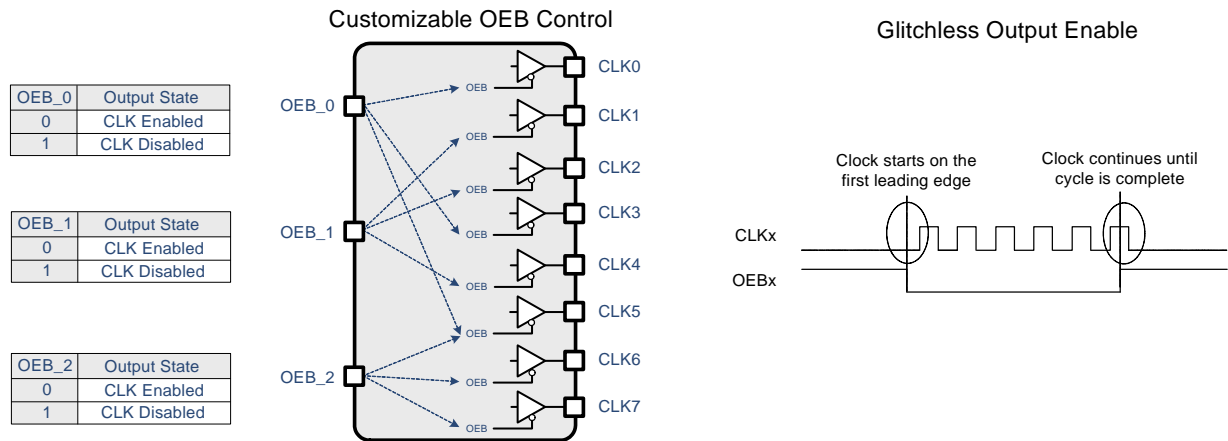 Customizable OEB Control
Glitchless Output Enable
OEB_0 Output State
0 CLK Enabled
1 CLK Disabled
OEB_1 Output State
0 CLK Enabled
1 CLK Disabled
OEB_2 Output State
0 CLK Enabled
1 CLK Disabled
OEB_0
OEB_1
OEB_2
OEB
OEB
OEB
OEB
OEB
OEB
OEB
OEB
CLK0
CLK1
CLK2
CLK3
CLK4
CLK5
CLK6
CLK7
Clock starts on the
first leading edge
Clock continues until
cycle is complete
CLKx
OEBx